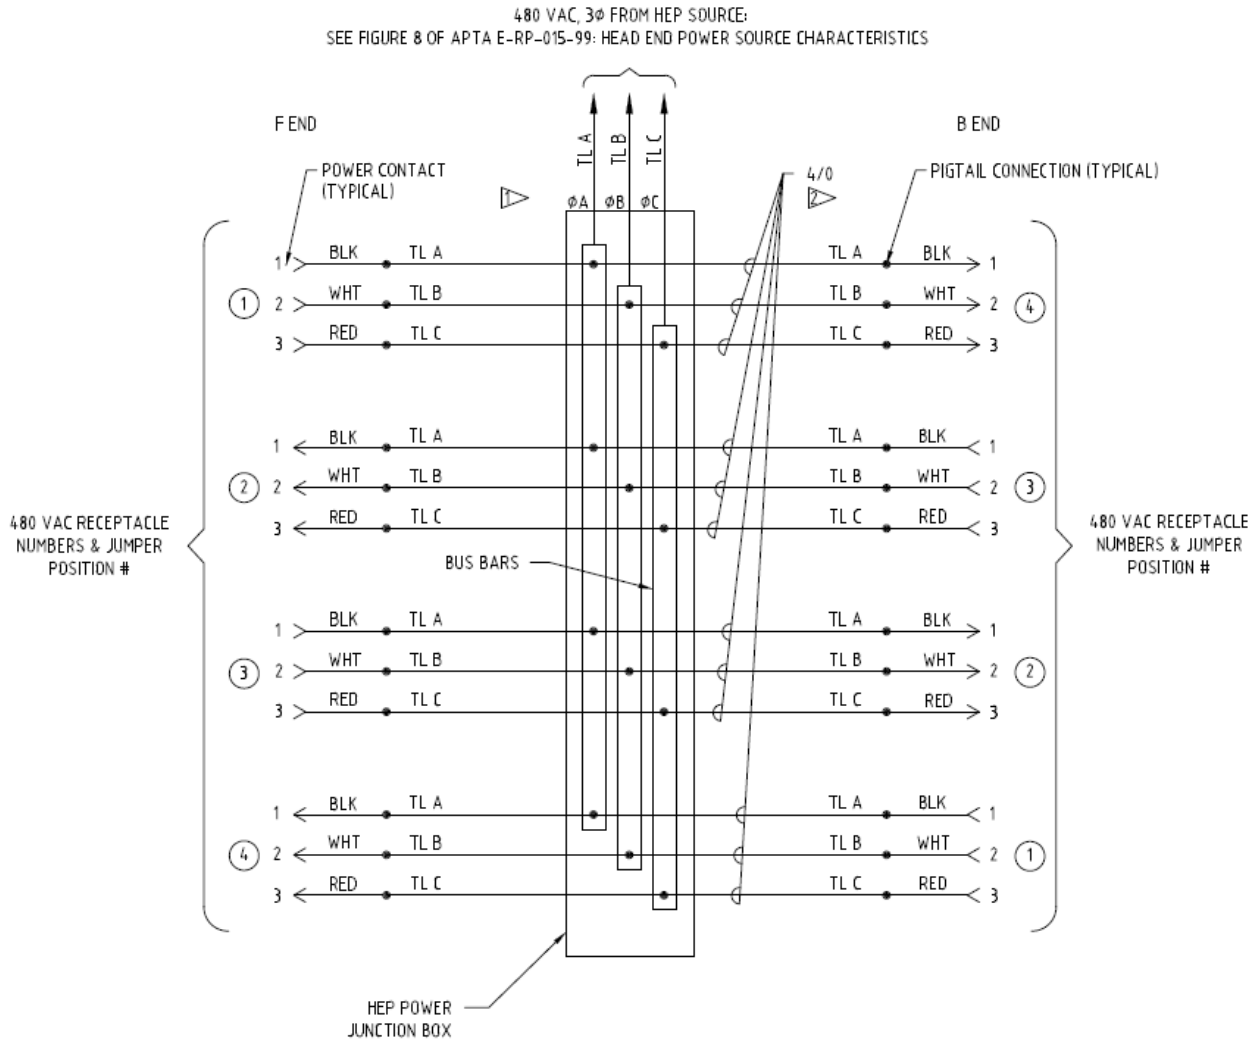 480 VAC, 3Ø FROM HEP SOURCE:
SEE FIGURE 8 OF APTA E-RP-015-99: HEAD END POWER SOURCE CHARACTERISTICS
F END
B END
TL A
TL B
TL C
POWER CONTACT
(TYPICAL)
1
4/0
2
PIGTAIL CONNECTION (TYPICAL)
ØA ØB ØC
1 BLK TL A TL A BLK 1
1 2 WHT TL B TL B WHT 2 4
3 RED TL C TL C RED 3
1 BLK TL A TL A BLK 1
2 2 WHT TL B TL B WHT 2 3
3 RED TL C TL C RED 3
480 VAC RECEPTACLE
NUMBERS & JUMPER
POSITION #
480 VAC RECEPTACLE
NUMBERS & JUMPER
POSITION #
BUS BARS
1 BLK TL A TL A BLK 1
3 2 WHT TL B TL B WHT 2 2
3 RED TL C TL C RED 3
1 BLK TL A TL A BLK 1
4 2 WHT TL B TL B WHT 2 1
3 RED TL C TL C RED 3
HEP POWER
JUNCTION BOX